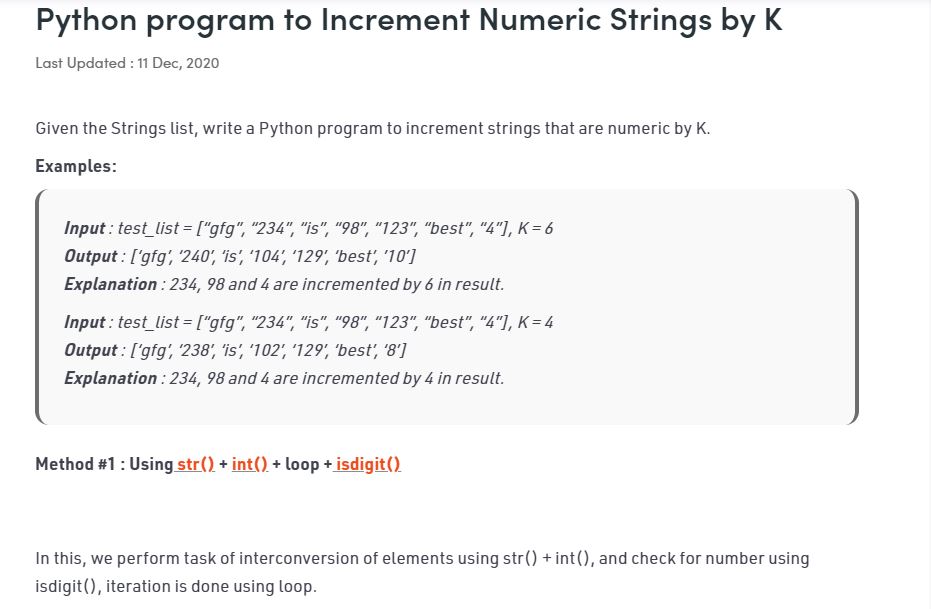 Python program to Increment Numeric Strings by K
Last Updated : 11 Dec, 2020
Given the Strings list, write a Python program to increment strings that are numeric by K.
Examples:
Input : test_list = [“gfg”, “234”, “is”, “98”, “123”, “best”, “4”], K = 6
Output : [‘gfg’, ‘240’, ‘is’, ‘104’, ‘129’, ‘best’, ‘10’]
Explanation : 234, 98 and 4 are incremented by 6 in result.
Input : test_list = [“gfg”, “234”, “is”, “98”, “123”, “best”, “4”], K = 4
Output : [‘gfg’, ‘238’, ‘is’, ‘102’, ‘129’, ‘best’, ‘8’]
Explanation : 234, 98 and 4 are incremented by 4 in result.
Method #1 : Using str() + int() + loop + isdigit()
In this, we perform task of interconversion of elements using str() + int(), and check for number using
isdigit(), iteration is done using loop.